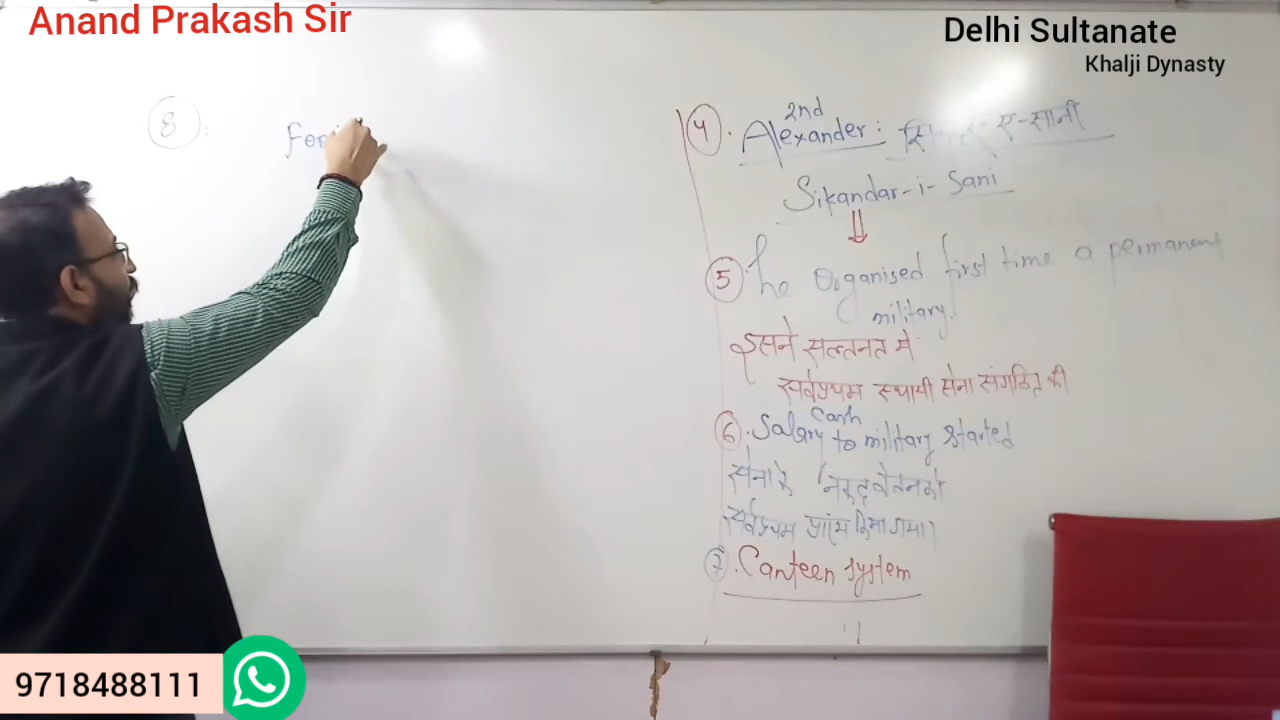 Anand Prakash Sir
Delhi Sultanate
Khalji Dynasty
8:
4. Alexander: 2nd ए-सानी
Sikandar-i-Sani
5. he Organised first time a permanent
military.
इसने सल्तनत में
सर्वप्रथम स्थायी सेना संगठित की
6. Salary cash to military started
सेना के नकद वेतन को
सर्वप्रथम प्रारंभ किया गया।
7. Canteen system
9718488111